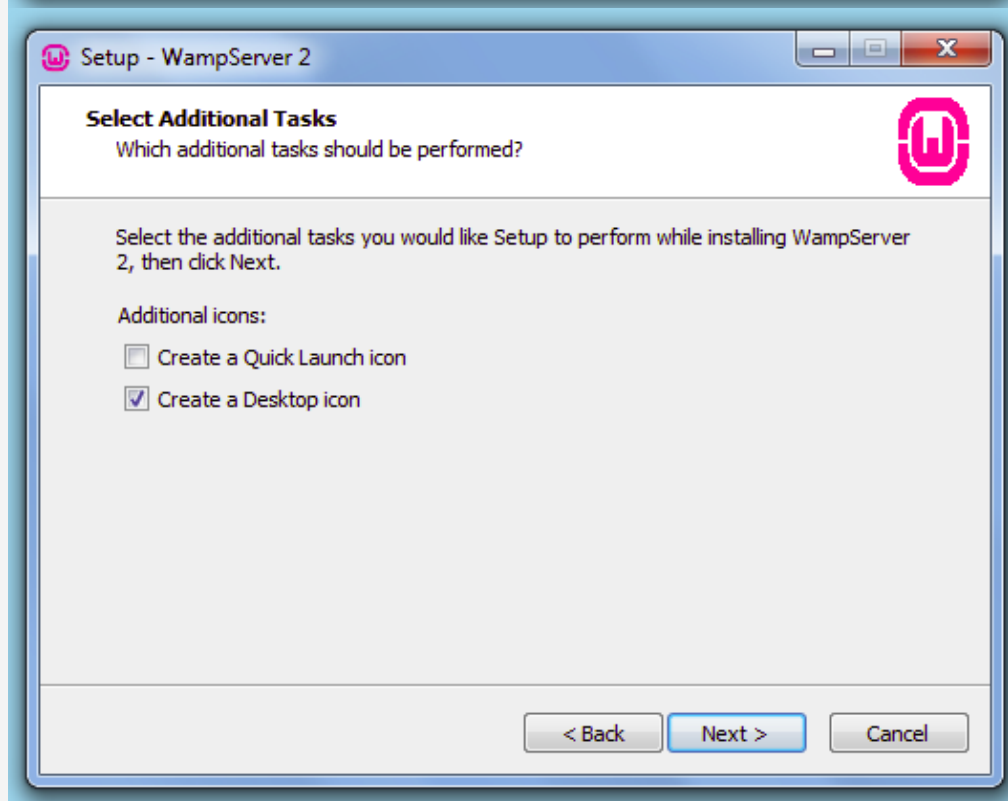 Setup - WampServer 2
Select Additional Tasks
Which additional tasks should be performed?
Select the additional tasks you would like Setup to perform while installing WampServer
2, then click Next.
Additional icons:
Create a Quick Launch icon
Create a Desktop icon
< Back Next > Cancel